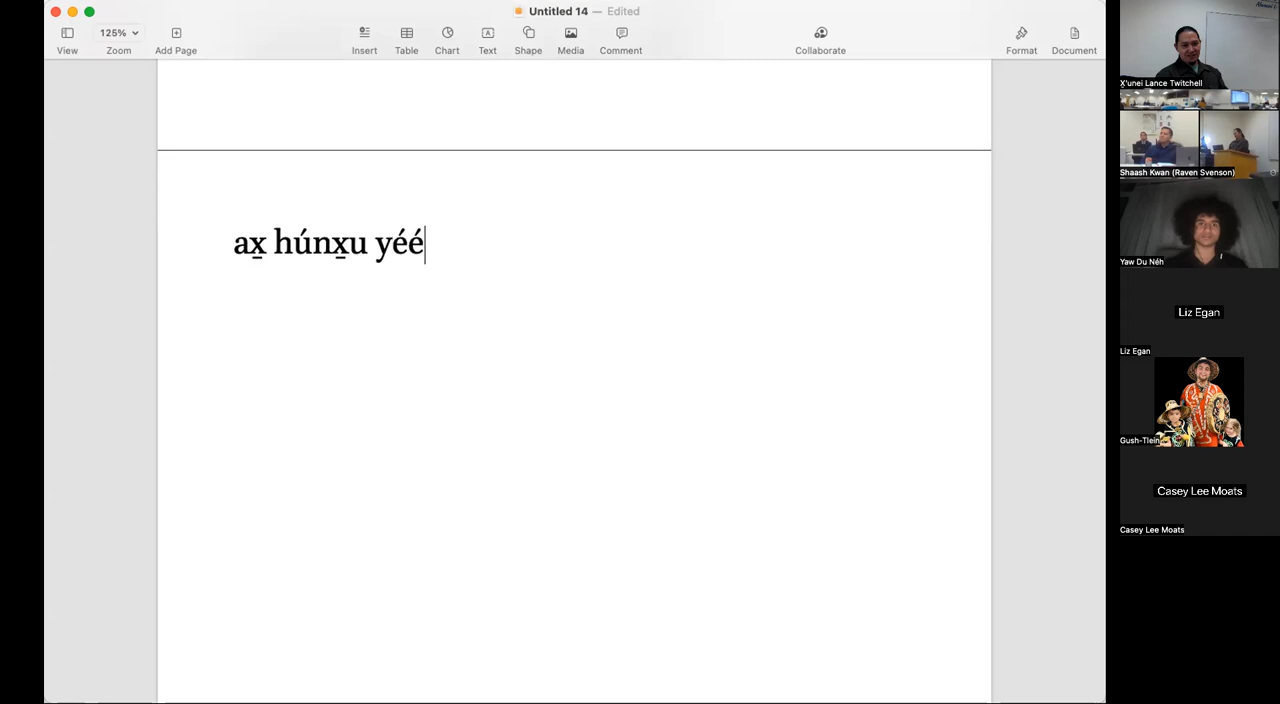 Untitled 14 — Edited
125%
View
Zoom
Add Page
Insert
Table
Chart
Text
Shape
Media
Comment
Collaborate
Format
Document
ax̱ húnx̱u yéé
X̱'unei Lance Twitchell
Shaash Kwan (Raven Svenson)
Yaw Du Néh
Liz Egan
Liz Egan
Gush-Tlein
Casey Lee Moats
Casey Lee Moats